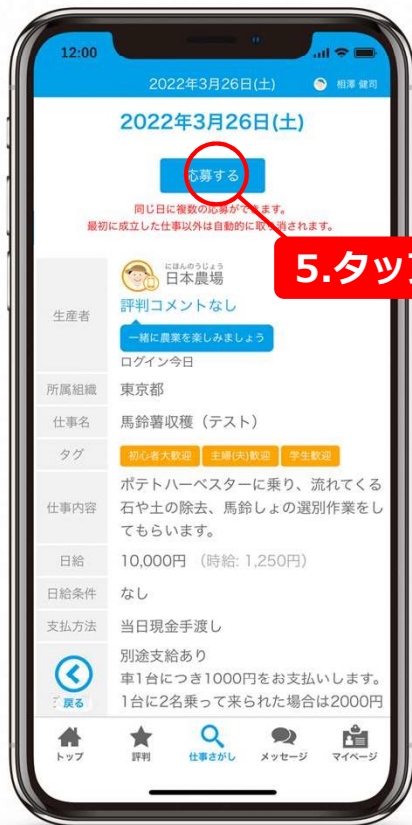 12:00
2022年3月26日(土)
相澤 健司
2022年3月26日(土)
応募する
同じ日に複数の応募ができます。
最初に成立した仕事以外は自動的に取り消されます。
5.タップ
生産者
にほんのうじょう
日本農場
評判コメントなし
一緒に農業を楽しみましょう
ログイン今日
所属組織
東京都
仕事名
馬鈴薯収穫（テスト）
タグ
初心者大歓迎
主婦(夫)歓迎
学生歓迎
仕事内容
ポテトハーベスターに乗り、流れてくる
石や土の除去、馬鈴しょの選別作業をし
てもらいます。
日給
10,000円 （時給: 1,250円）
日給条件
なし
支払方法
当日現金手渡し
別途支給あり
車1台につき1000円をお支払いします。
1台に2名乗って来られた場合は2000円
戻る
トップ
評判
仕事さがし
メッセージ
マイページ